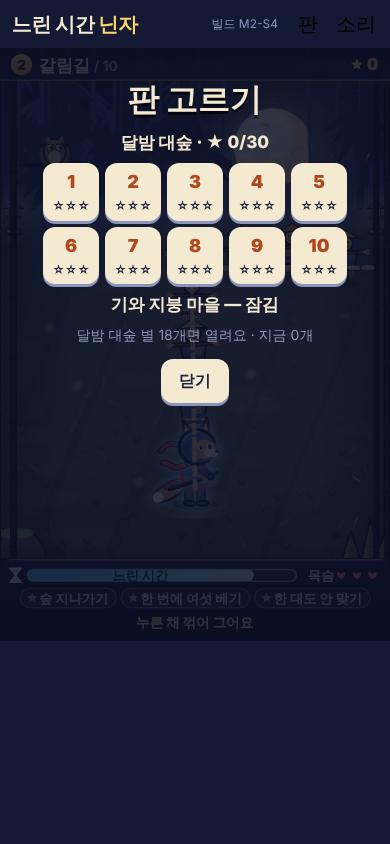 느린 시간 닌자 빌드 M2-S4 판 소리
2 갈림길 / 10 ★ 0
판 고르기
달밤 대숲 · ★ 0/30
1 2 3 4 5
☆☆☆ ☆☆☆ ☆☆☆ ☆☆☆ ☆☆☆
6 7 8 9 10
☆☆☆ ☆☆☆ ☆☆☆ ☆☆☆ ☆☆☆
기와 지붕 마을 — 잠김
달밤 대숲 별 18개면 열려요 · 지금 0개
닫기
느린 시간 목숨 ♥ ♥ ♥
★ 숲 지나가기 ★ 한 번에 여섯 베기 ★ 한 대도 안 맞기
누른 채 꺾어 그어요